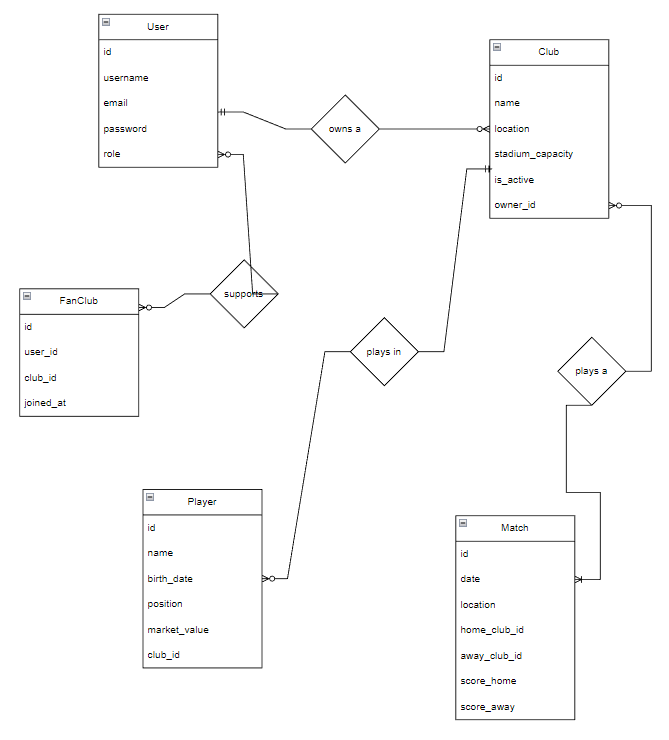 User
id
username
email
password
role
owns a
Club
id
name
location
stadium_capacity
is_active
owner_id
supports
FanClub
id
user_id
club_id
joined_at
plays in
plays a
Player
id
name
birth_date
position
market_value
club_id
Match
id
date
location
home_club_id
away_club_id
score_home
score_away